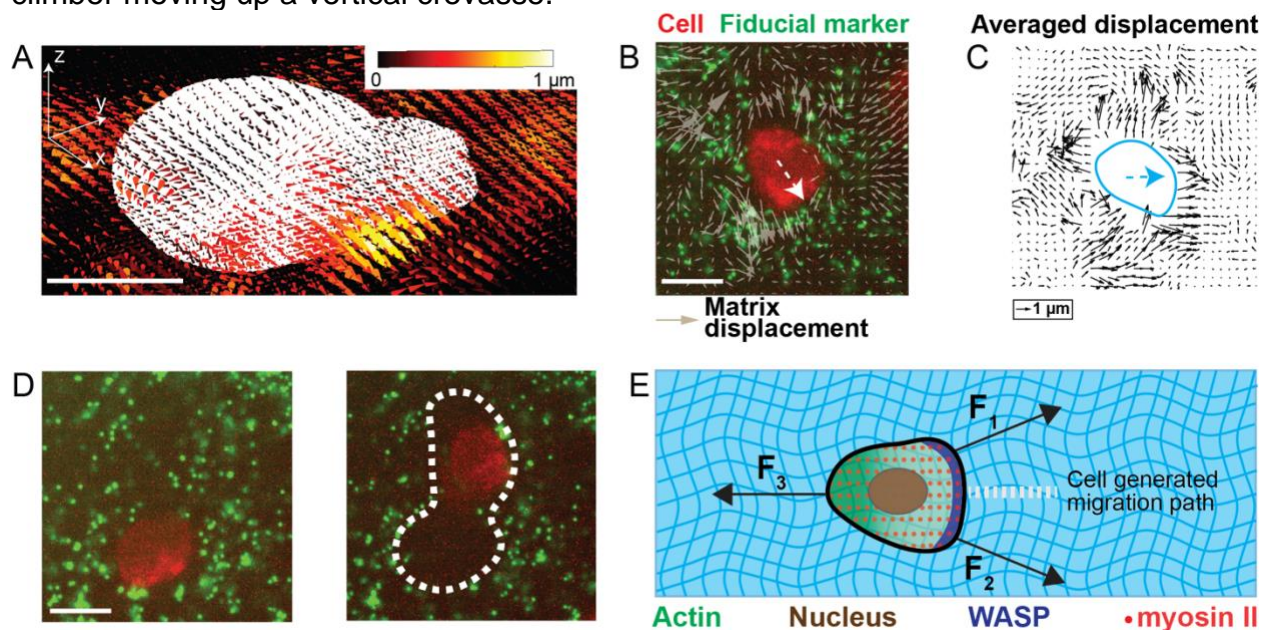 climber moving up a vertical crevasse.
Cell Fiducial marker
Averaged displacement
A
z
y
x
0
1 μm
B
C
Matrix
displacement
1 μm
D
E
F1
F3
F2
Cell generated
migration path
Actin Nucleus WASP •myosin II